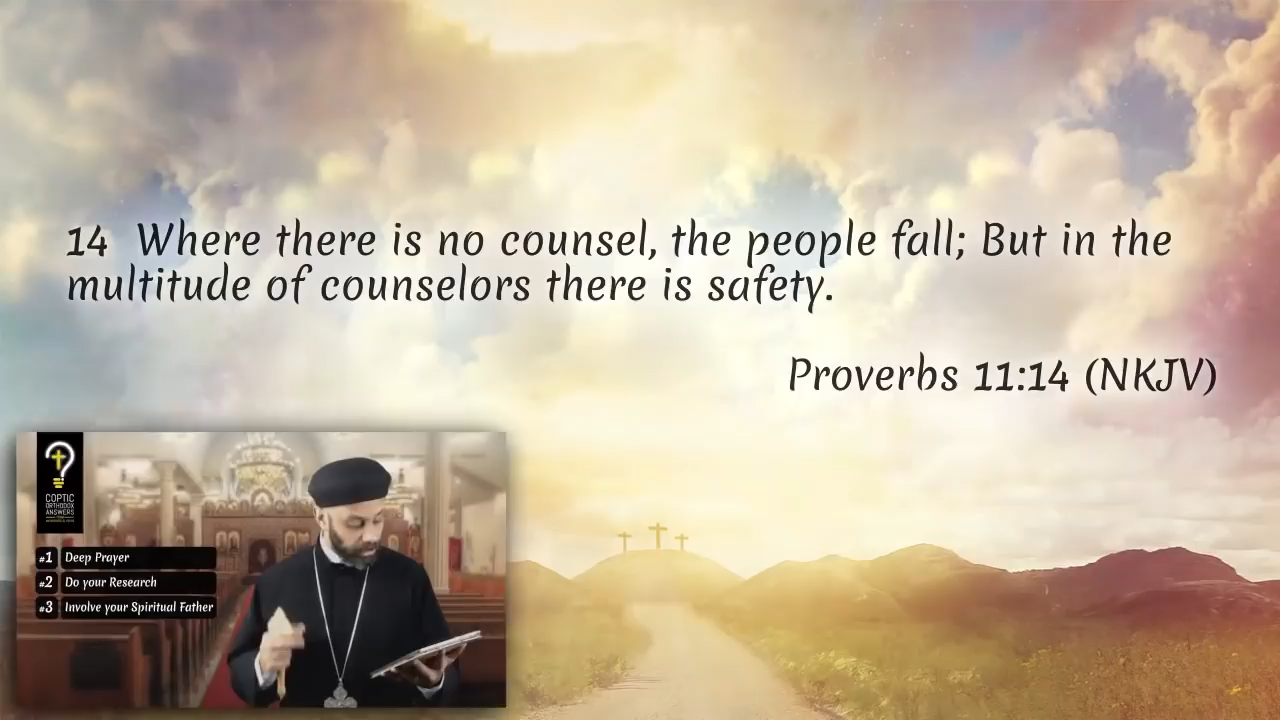 14 Where there is no counsel, the people fall; But in the
multitude of counselors there is safety.
Proverbs 11:14 (NKJV)
COPTIC
ORTHODOX
ANSWERS
#1 Deep Prayer
#2 Do your Research
#3 Involve your Spiritual Father